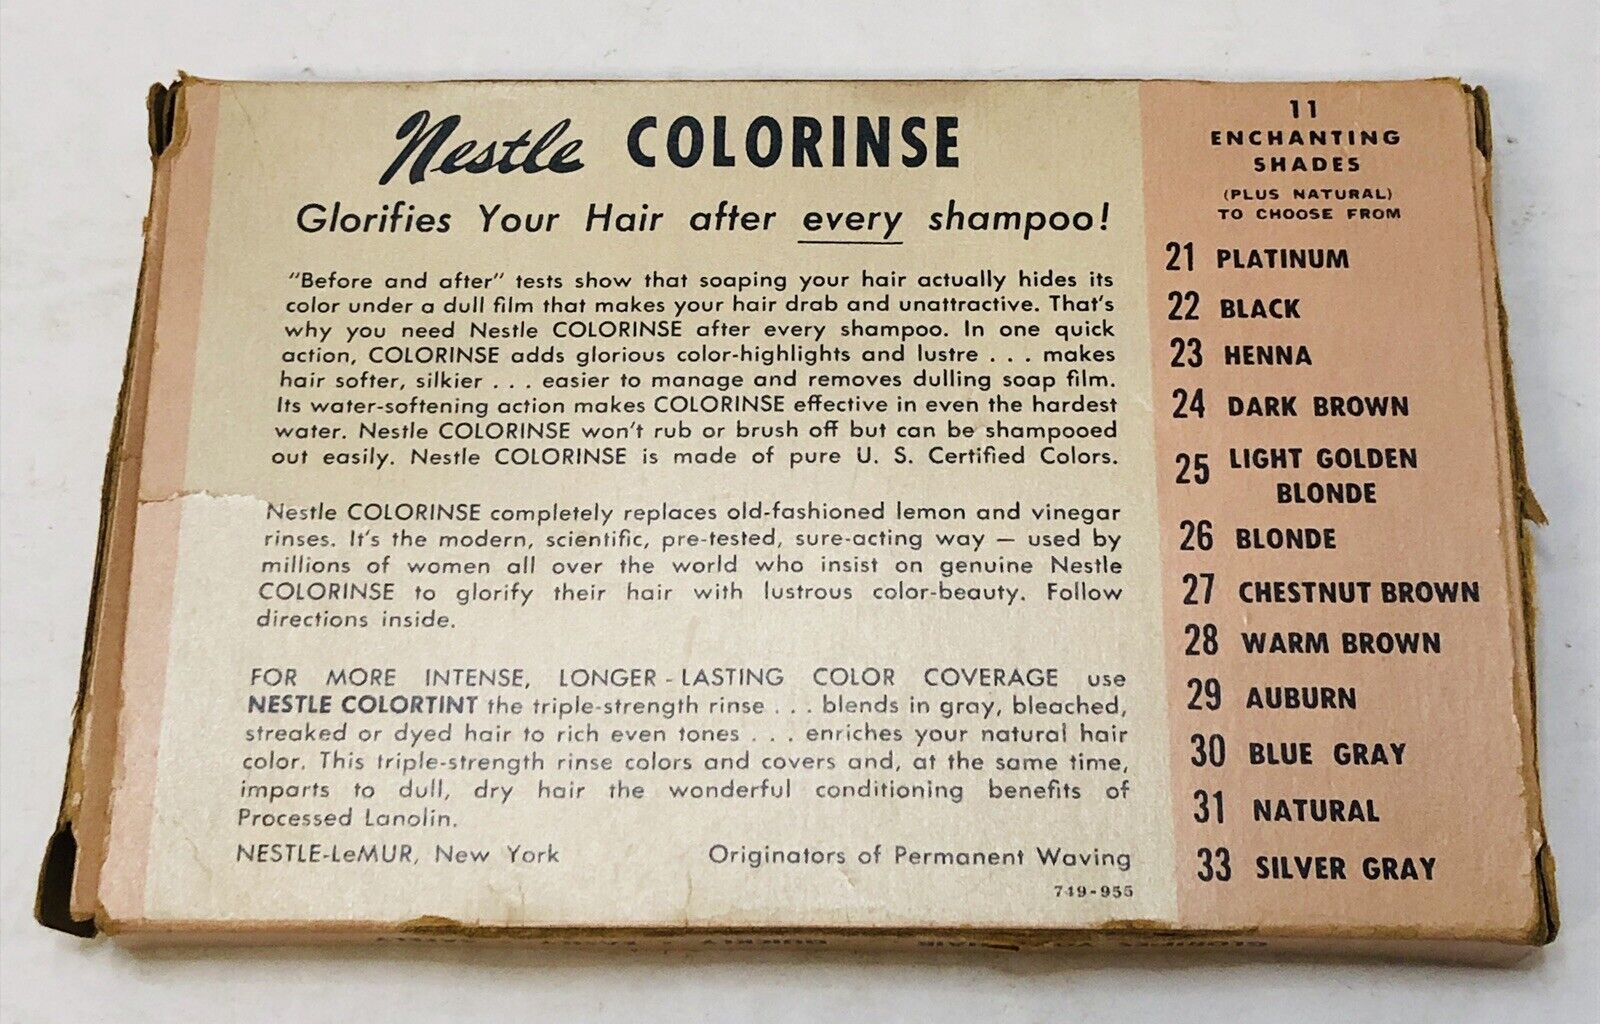 Nestle COLORINSE
Glorifies Your Hair after every shampoo!
"Before and after" tests show that soaping your hair actually hides its
color under a dull film that makes your hair drab and unattractive. That's
why you need Nestle COLORINSE after every shampoo. In one quick
action, COLORINSE adds glorious color-highlights and lustre . . . makes
hair softer, silkier . . . easier to manage and removes dulling soap film.
Its water-softening action makes COLORINSE effective in even the hardest
water. Nestle COLORINSE won't rub or brush off but can be shampooed
out easily. Nestle COLORINSE is made of pure U. S. Certified Colors.
Nestle COLORINSE completely replaces old-fashioned lemon and vinegar
rinses. It's the modern, scientific, pre-tested, sure-acting way — used by
millions of women all over the world who insist on genuine Nestle
COLORINSE to glorify their hair with lustrous color-beauty. Follow
directions inside.
FOR MORE INTENSE, LONGER-LASTING COLOR COVERAGE use
NESTLE COLORTINT the triple-strength rinse . . . blends in gray, bleached,
streaked or dyed hair to rich even tones . . . enriches your natural hair
color. This triple-strength rinse colors and covers and, at the same time,
imparts to dull, dry hair the wonderful conditioning benefits of
Processed Lanolin.
NESTLE-LeMUR, New York Originators of Permanent Waving
749-955
11
ENCHANTING
SHADES
(PLUS NATURAL)
TO CHOOSE FROM
21 PLATINUM
22 BLACK
23 HENNA
24 DARK BROWN
25 LIGHT GOLDEN
BLONDE
26 BLONDE
27 CHESTNUT BROWN
28 WARM BROWN
29 AUBURN
30 BLUE GRAY
31 NATURAL
33 SILVER GRAY